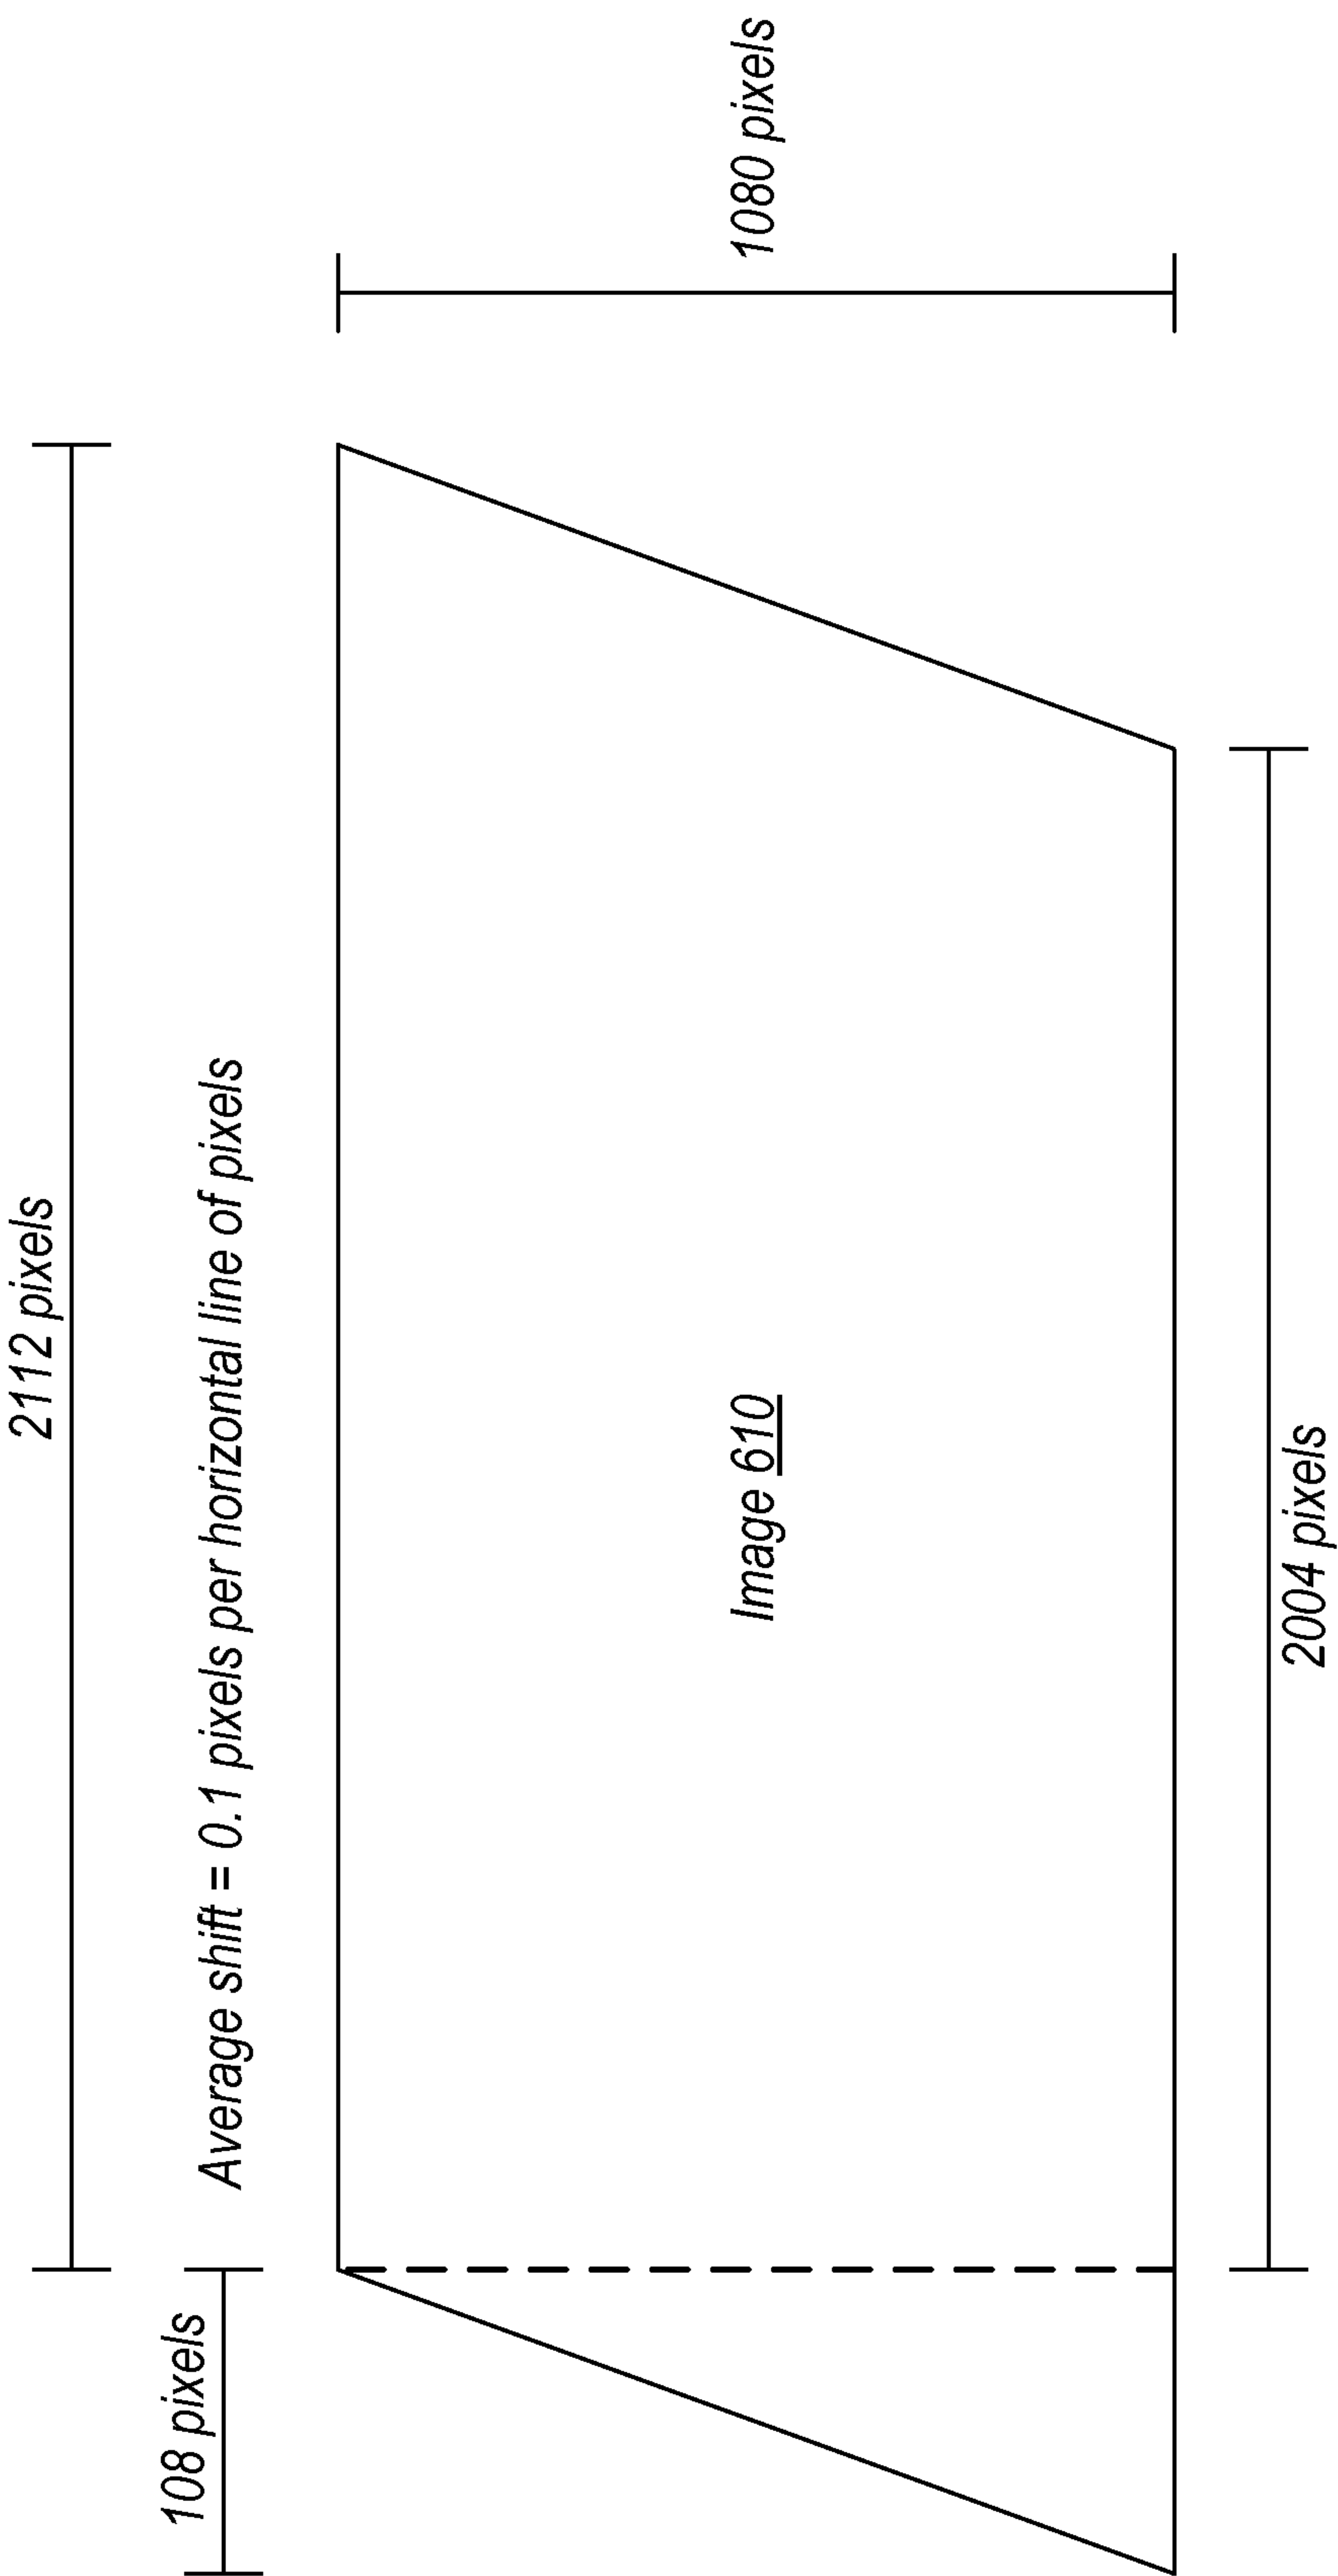 2112 pixels
108 pixels
Average shift = 0.1 pixels per horizontal line of pixels
Image 610
1080 pixels
2004 pixels